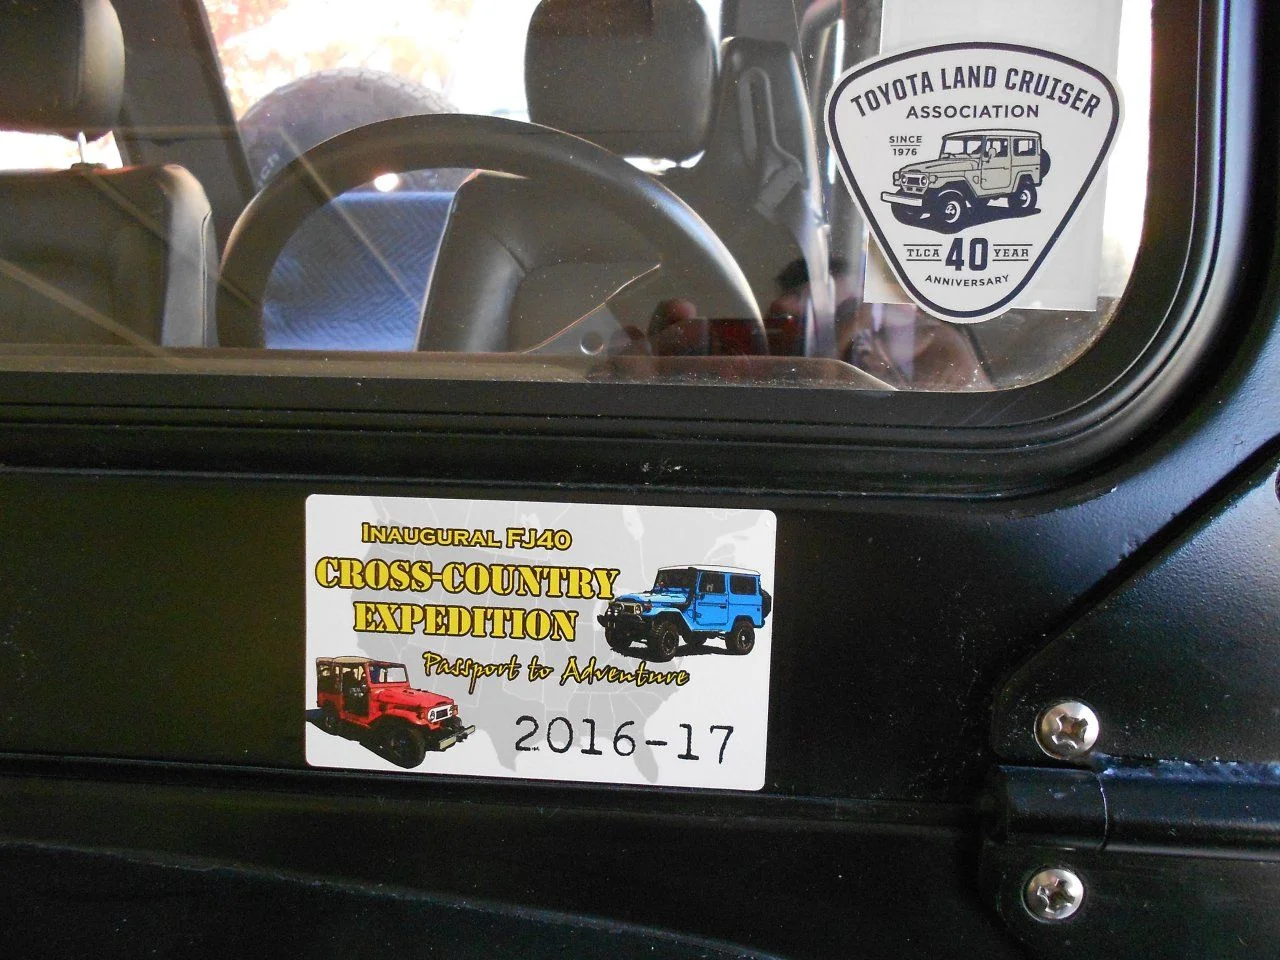 TOYOTA LAND CRUISER
ASSOCIATION
SINCE
1976
TLCA 40 YEAR
ANNIVERSARY
INAUGURAL FJ40
CROSS-COUNTRY
EXPEDITION
Passport to Adventure
2016-17